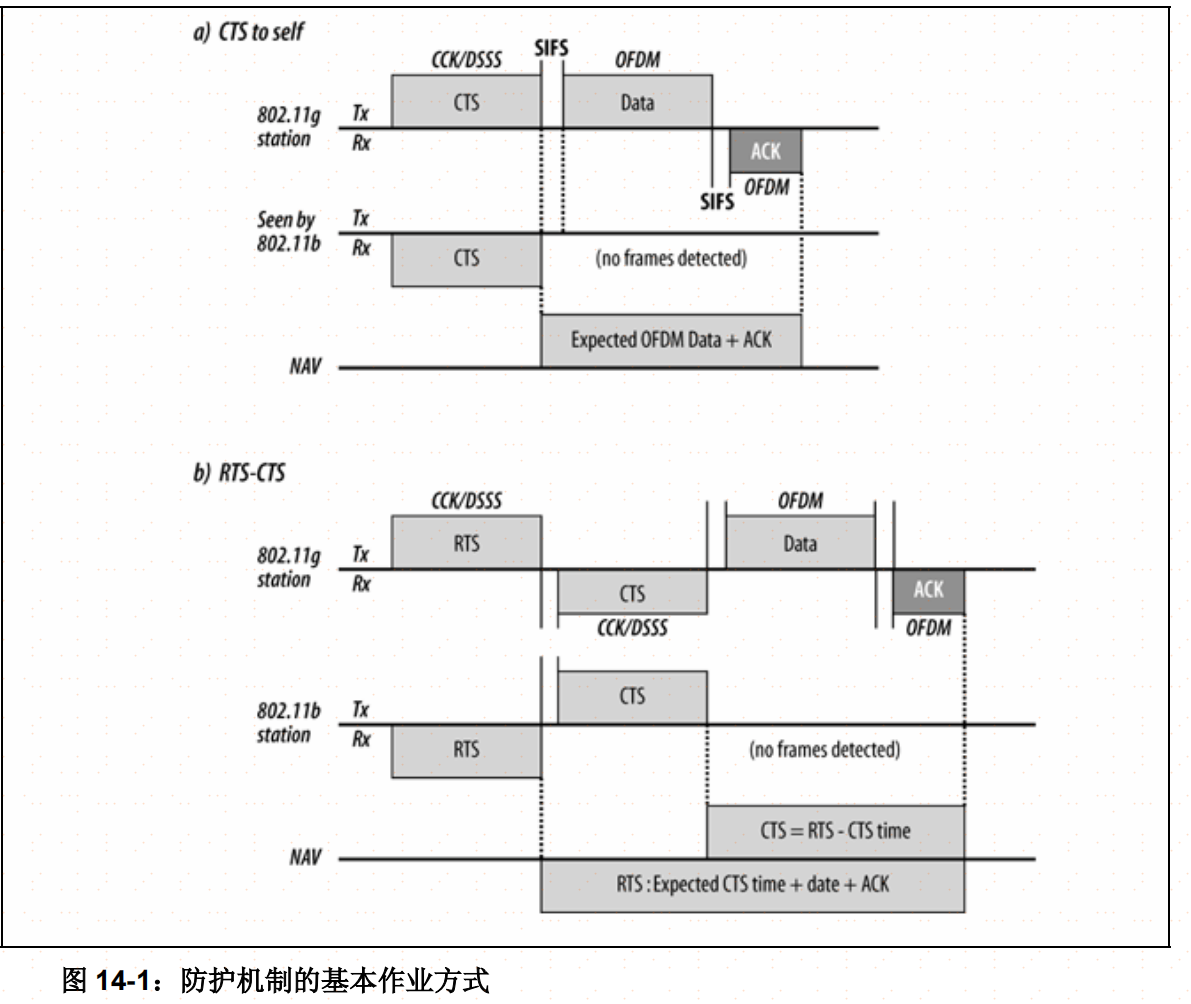 a) CTS to self
SIFS
CCK/DSSS
OFDM
802.11g station
Tx
Rx
CTS
Data
ACK
SIFS
OFDM
Seen by 802.11b
Tx
Rx
CTS
(no frames detected)
Expected OFDM Data + ACK
NAV
b) RTS-CTS
CCK/DSSS
OFDM
802.11g station
Tx
Rx
RTS
Data
CTS
ACK
CCK/DSSS
OFDM
802.11b station
Tx
Rx
CTS
RTS
(no frames detected)
CTS = RTS - CTS time
NAV
RTS : Expected CTS time + date + ACK
图 14-1：防护机制的基本作业方式